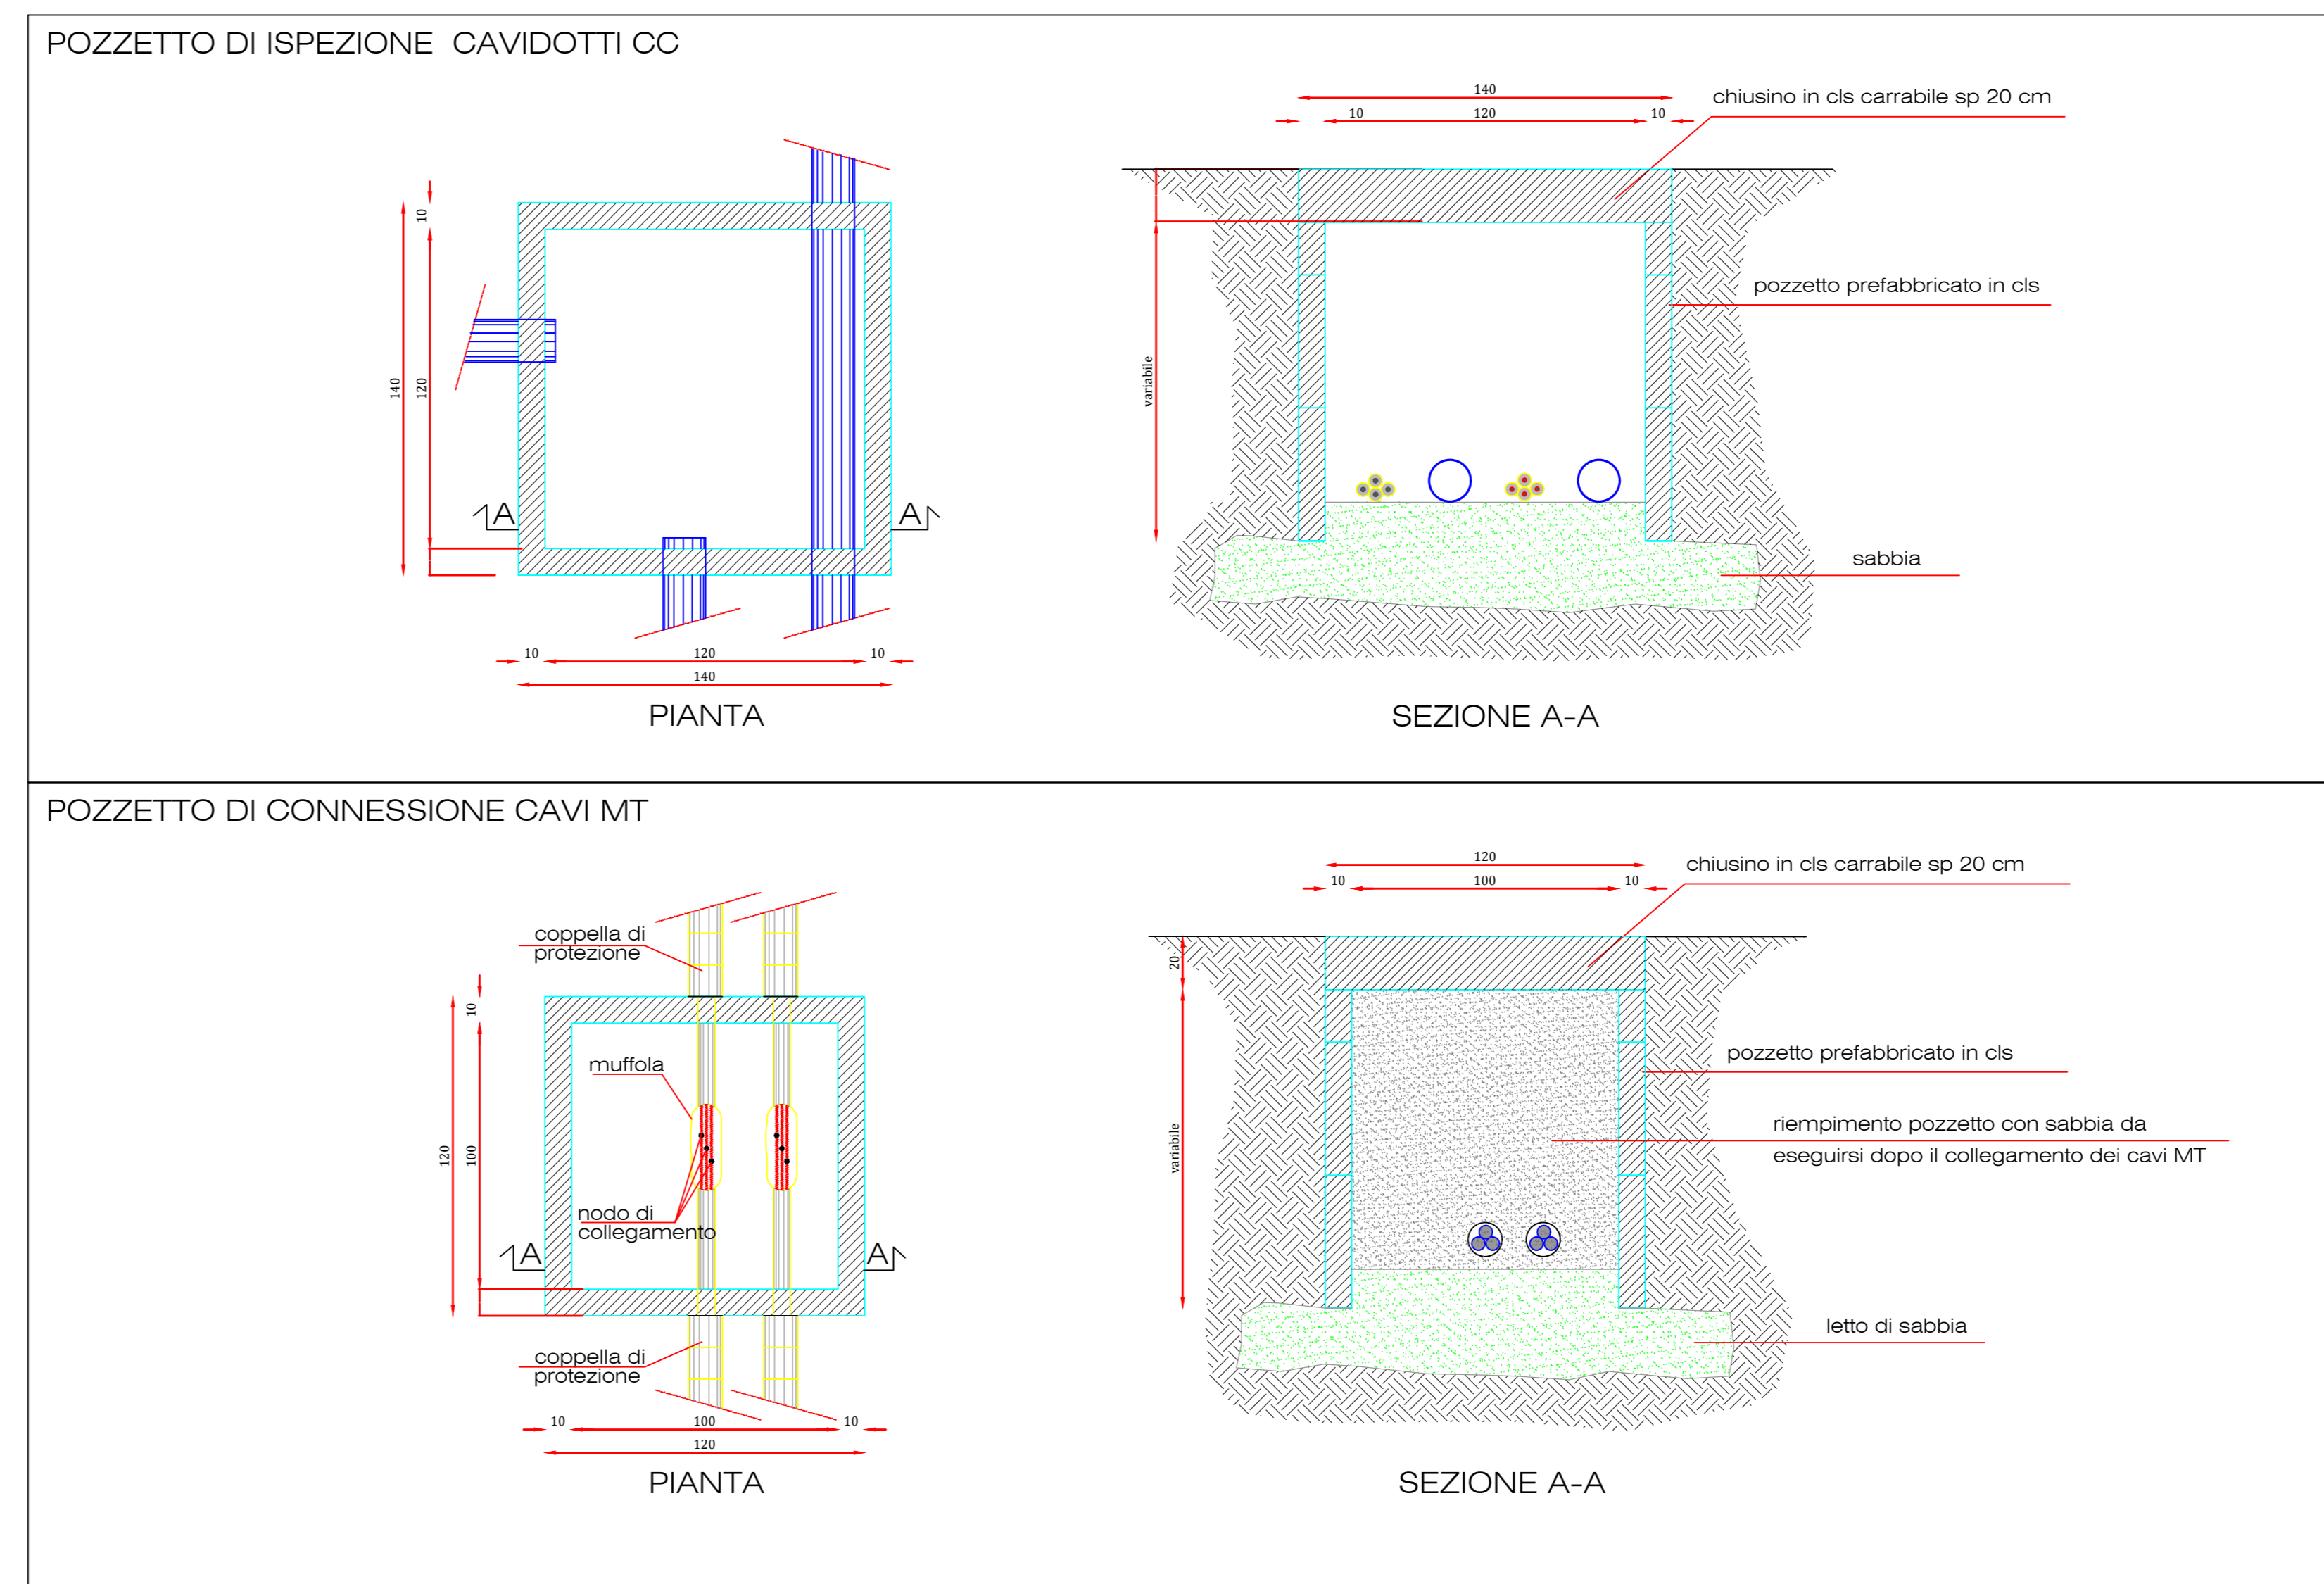 POZZETTO DI ISPEZIONE CAVIDOTTI CC
140
10 120 10
chiusino in cls carrabile sp 20 cm
10
140
120
variabile
pozzetto prefabbricato in cls
A A
sabbia
10 120 10
140
PIANTA
SEZIONE A-A
POZZETTO DI CONNESSIONE CAVI MT
120
10 100 10
chiusino in cls carrabile sp 20 cm
coppella di
protezione
20
10
muffola
pozzetto prefabbricato in cls
120
100
variabile
riempimento pozzetto con sabbia da
eseguirsi dopo il collegamento dei cavi MT
nodo di
collegamento
A A
letto di sabbia
coppella di
protezione
10 100 10
120
PIANTA
SEZIONE A-A